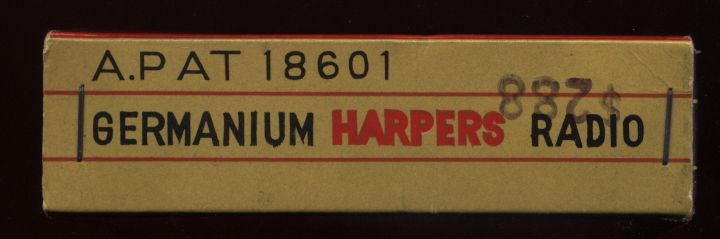 A.PAT 18601
$288
GERMANIUM HARPERS RADIO